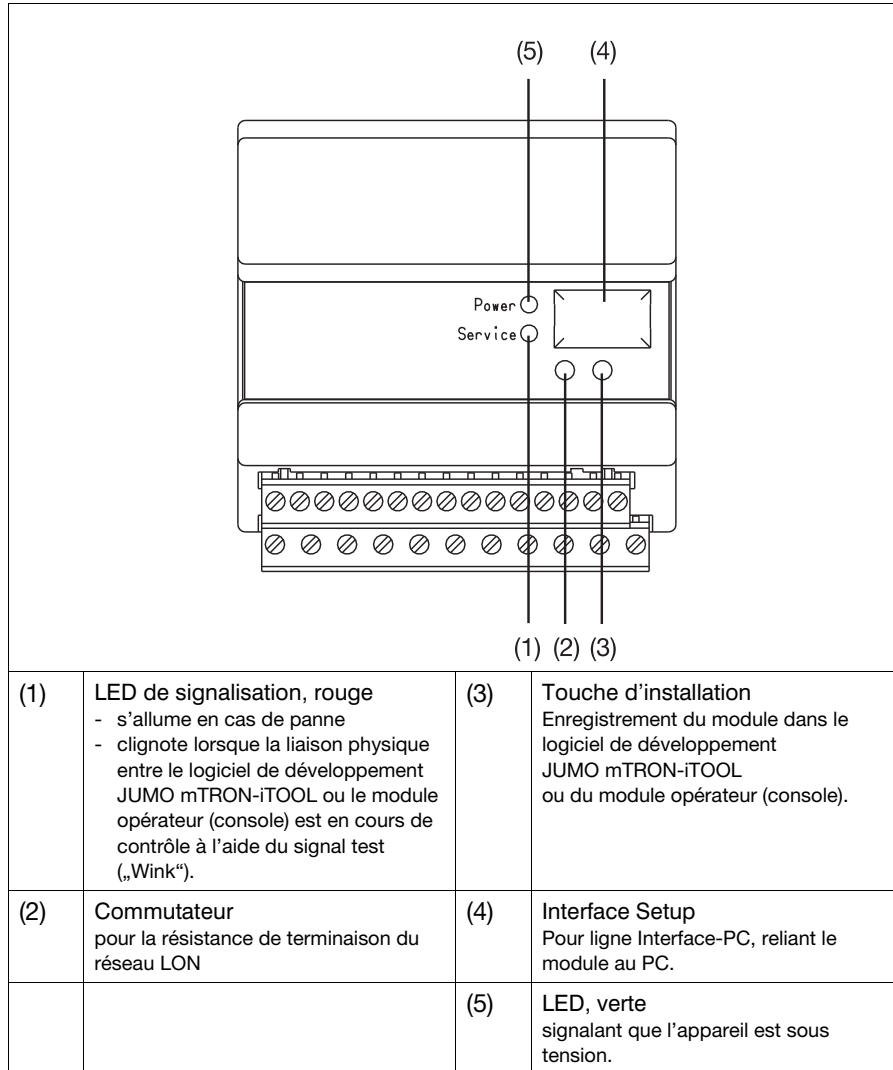 (5) (4)
Power
Service
(1) (2) (3)
(1) LED de signalisation, rouge
- s’allume en cas de panne
- clignote lorsque la liaison physique
entre le logiciel de développement
JUMO mTRON-iTOOL ou le module
opérateur (console) est en cours de
contrôle à l’aide du signal test
(„Wink“).
(3) Touche d’installation
Enregistrement du module dans le
logiciel de développement
JUMO mTRON-iTOOL
ou du module opérateur (console).
(2) Commutateur
pour la résistance de terminaison du
réseau LON
(4) Interface Setup
Pour ligne Interface-PC, reliant le
module au PC.
(5) LED, verte
signalant que l’appareil est sous
tension.